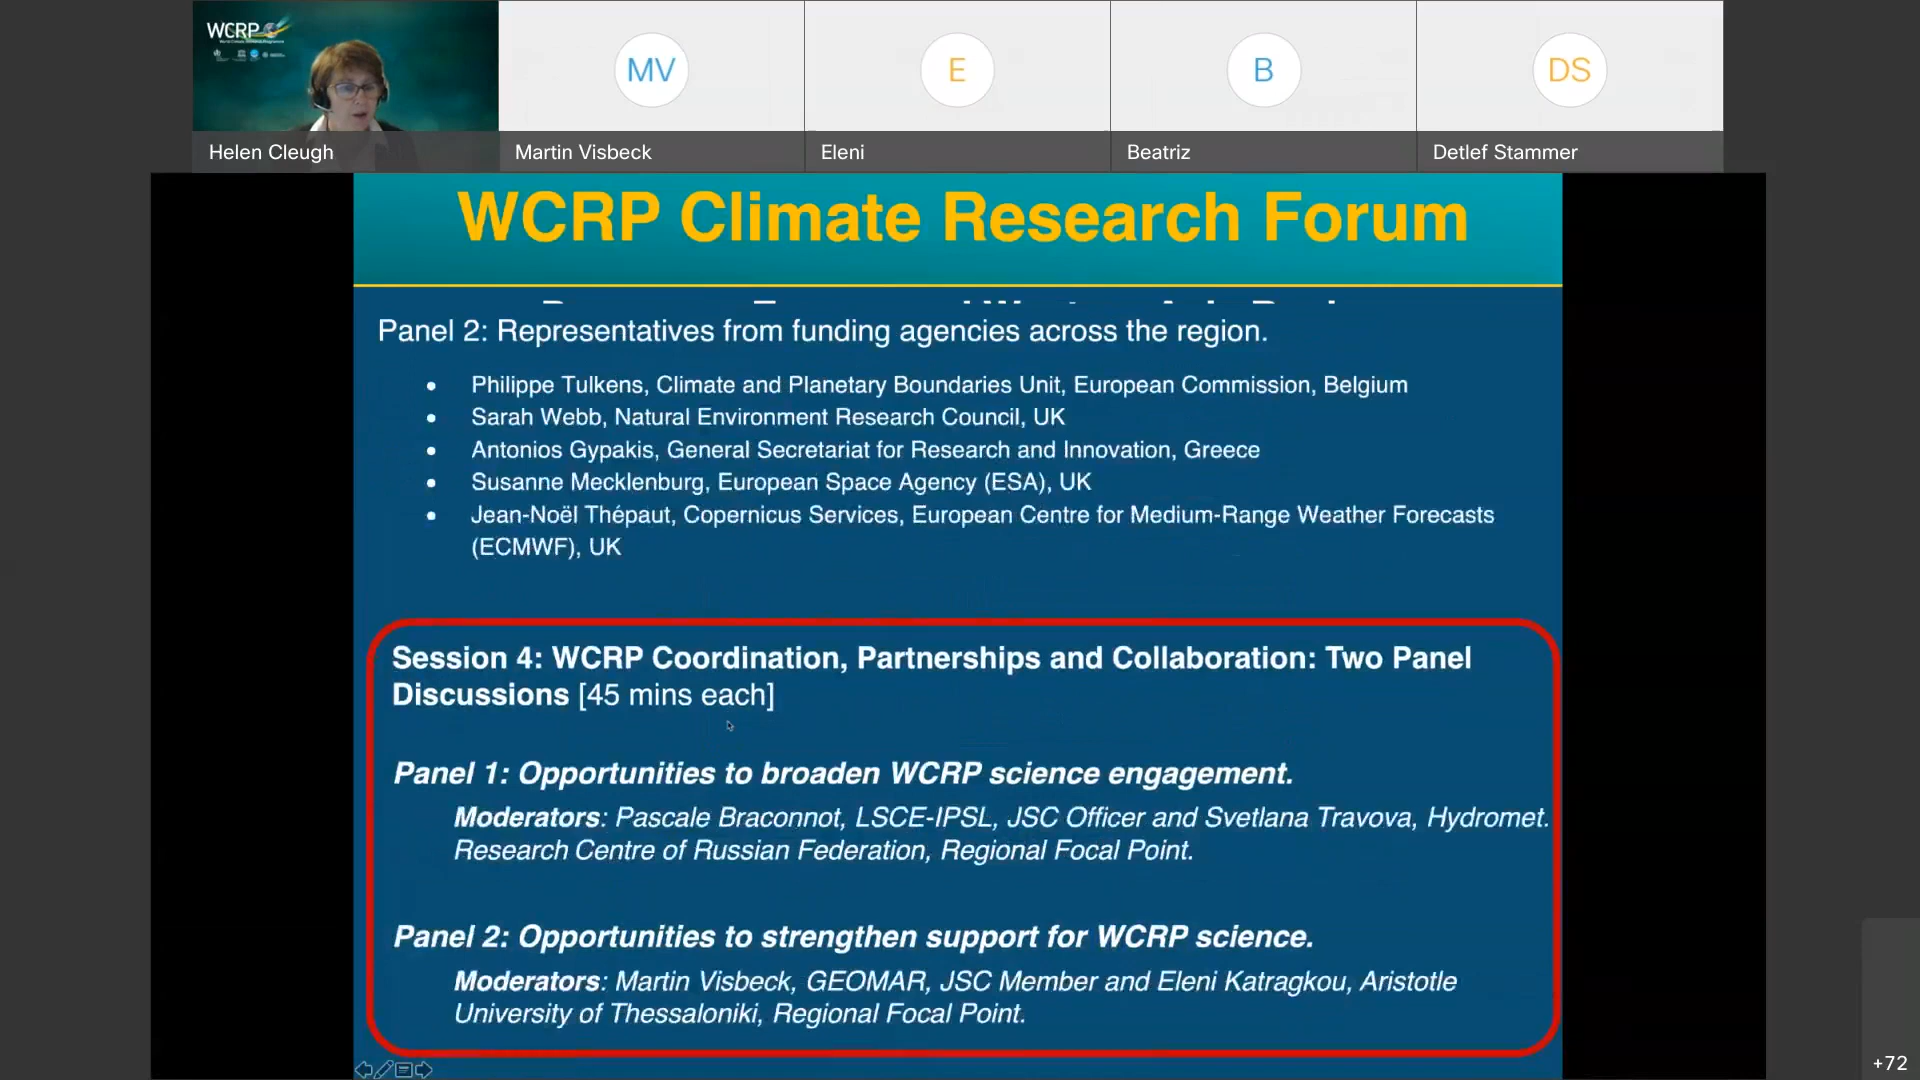 WCRP
MV
E
B
DS
Helen Cleugh
Martin Visbeck
Eleni
Beatriz
Detlef Stammer
WCRP Climate Research Forum
Panel 2: Representatives from funding agencies across the region.
• Philippe Tulkens, Climate and Planetary Boundaries Unit, European Commission, Belgium
• Sarah Webb, Natural Environment Research Council, UK
• Antonios Gypakis, General Secretariat for Research and Innovation, Greece
• Susanne Mecklenburg, European Space Agency (ESA), UK
• Jean-Noël Thépaut, Copernicus Services, European Centre for Medium-Range Weather Forecasts
(ECMWF), UK
Session 4: WCRP Coordination, Partnerships and Collaboration: Two Panel
Discussions [45 mins each]
Panel 1: Opportunities to broaden WCRP science engagement.
Moderators: Pascale Braconnot, LSCE-IPSL, JSC Officer and Svetlana Travova, Hydromet.
Research Centre of Russian Federation, Regional Focal Point.
Panel 2: Opportunities to strengthen support for WCRP science.
Moderators: Martin Visbeck, GEOMAR, JSC Member and Eleni Katragkou, Aristotle
University of Thessaloniki, Regional Focal Point.
+72